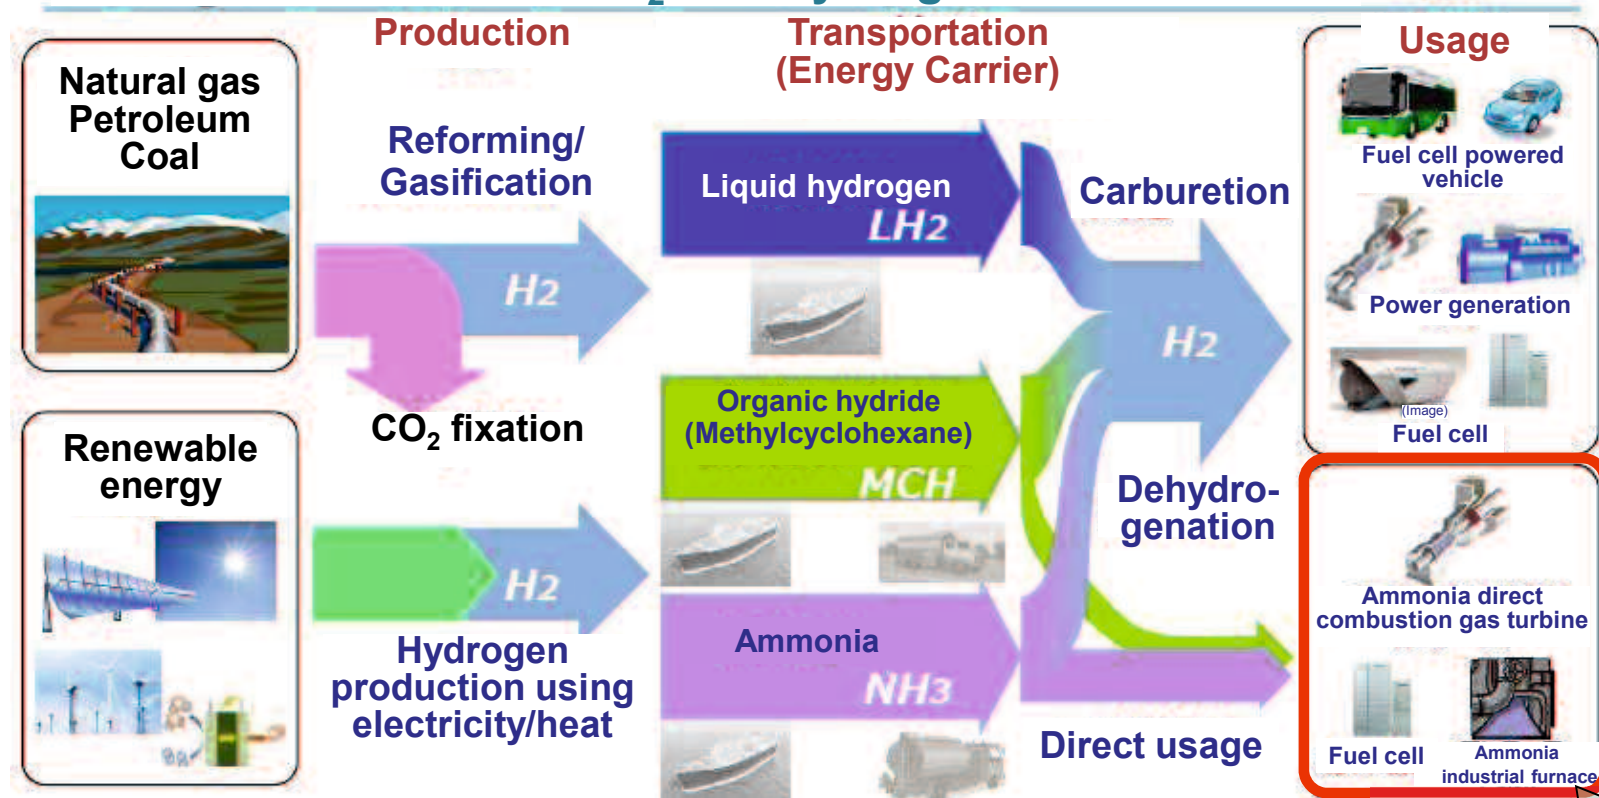 Production
Transportation
(Energy Carrier)
Usage
Natural gas
Petroleum
Coal
Reforming/
Gasification
H2
CO2 fixation
Renewable
energy
H2
Hydrogen
production using
electricity/heat
Liquid hydrogen
LH2
Organic hydride
(Methylcyclohexane)
MCH
Ammonia
NH3
Carburetion
H2
Dehydro-
genation
Direct usage
Fuel cell powered
vehicle
Power generation
(Image)
Fuel cell
Ammonia direct
combustion gas turbine
Fuel cell
Ammonia
industrial furnace